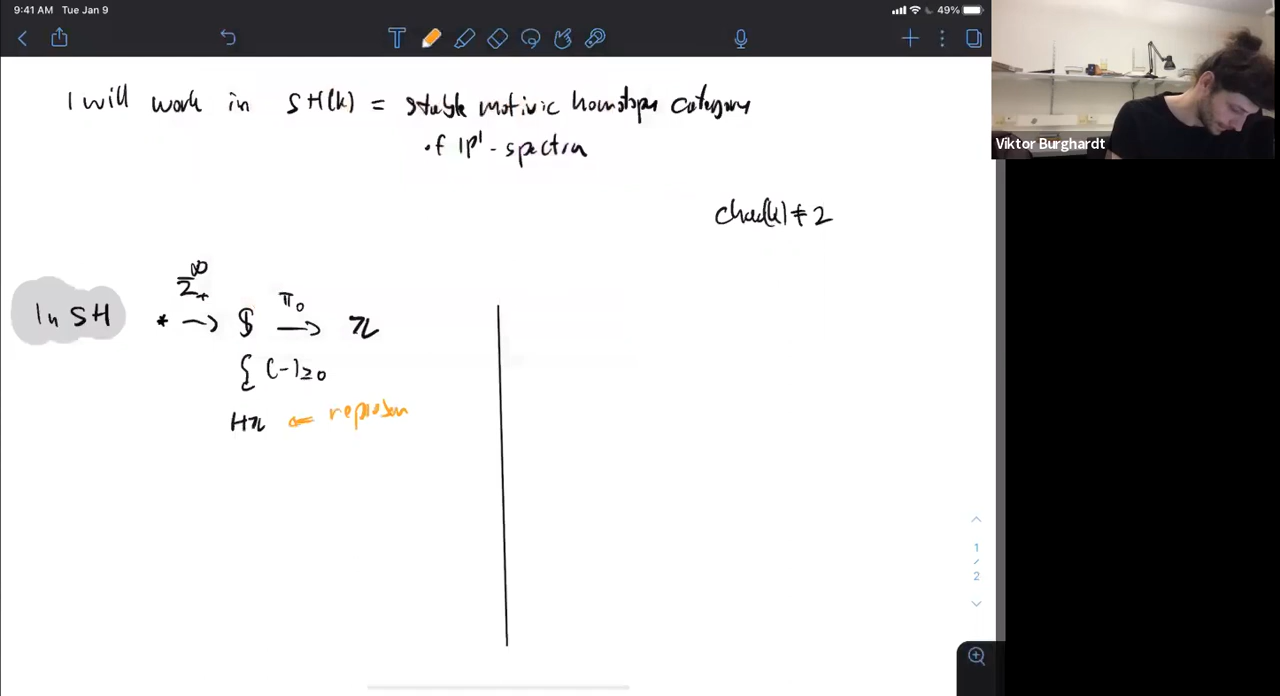 9:41 AM Tue Jan 9
49%
Viktor Burghardt
I will work in SH(k) = stable motivic homotopy category
of P¹-spectra
char(k) ≠ 2
In SH
Σ^∞_+ π₀
* → 𝕊 → ℤ
(-)≥0
Hℤ ← represen
1
2